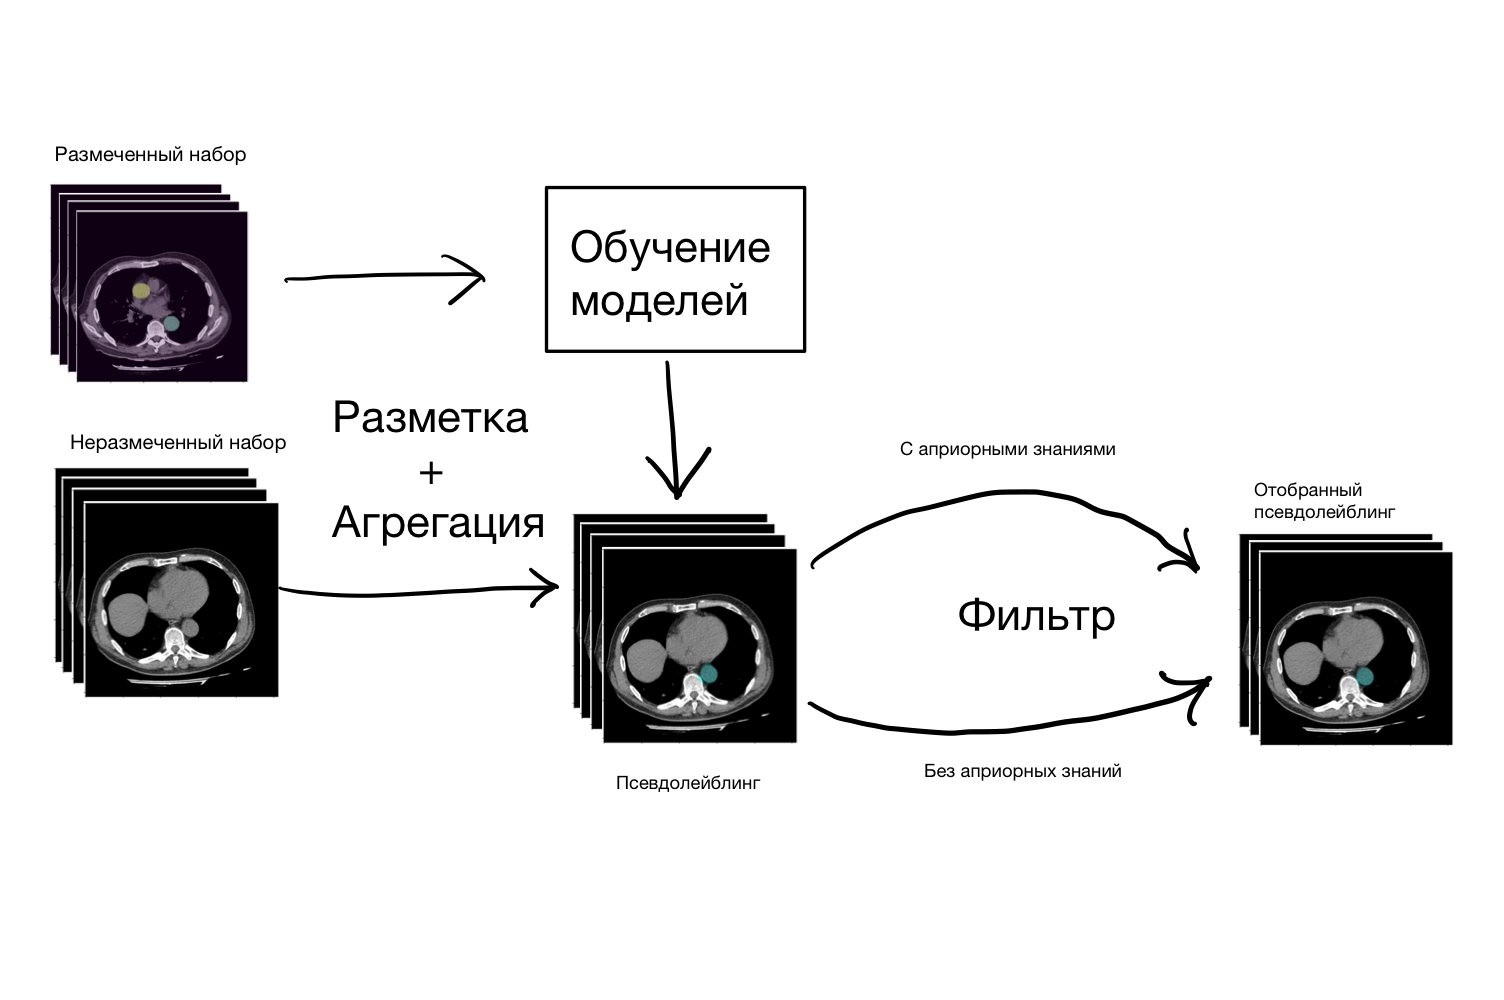 Размеченный набор
Обучение
моделей
Разметка
+
Агрегация
Неразмеченный набор
С априорными знаниями
Отобранный
псевдолейблинг
Фильтр
Без априорных знаний
Псевдолейблинг